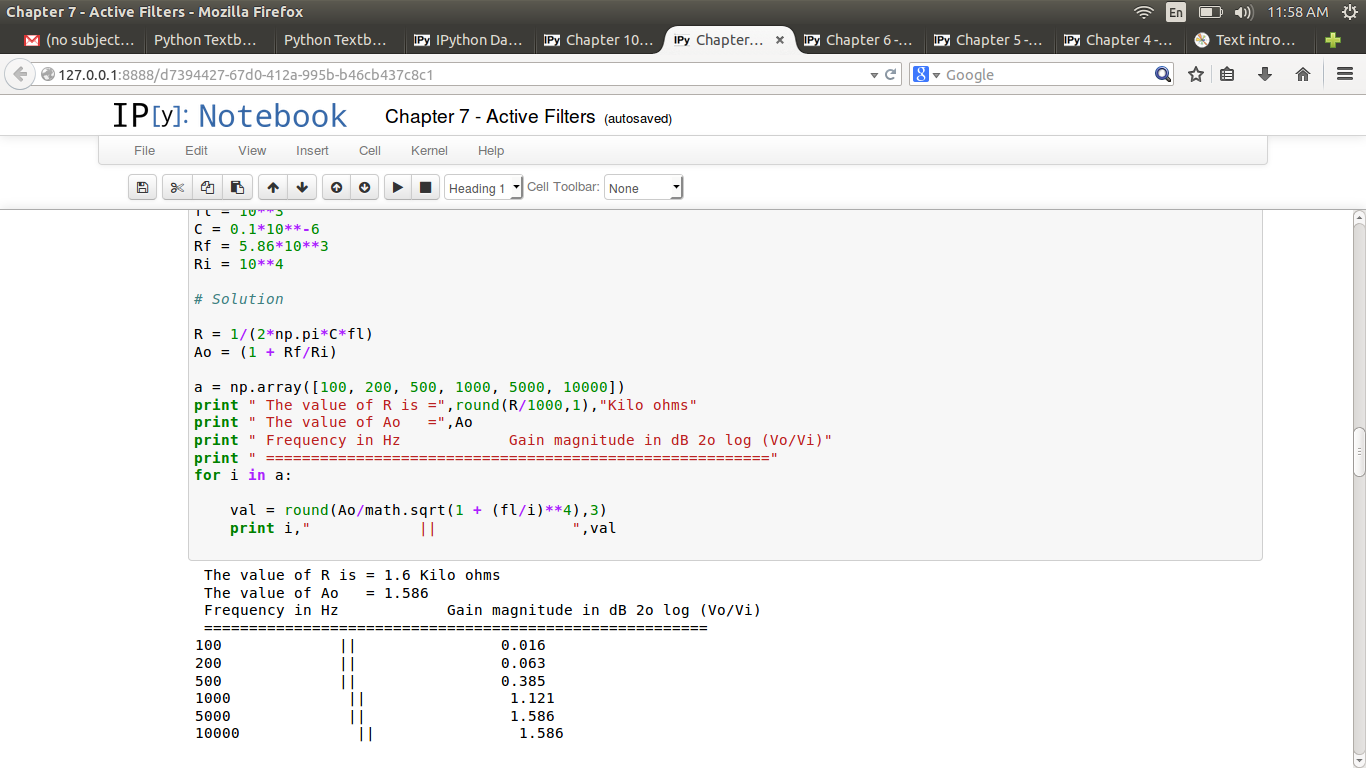 Chapter 7 - Active Filters - Mozilla Firefox
En
11:58 AM
(no subject...
Python Textb...
Python Textb...
IPy IPython Da...
IPy Chapter 10...
IPy Chapter... ×
IPy Chapter 6 -...
IPy Chapter 5 -...
IPy Chapter 4 -...
Text intro...
127.0.0.1:8888/d7394427-67d0-412a-995b-b46cb437c8c1
8 Google
IP[y]: Notebook
Chapter 7 - Active Filters (autosaved)
File Edit View Insert Cell Kernel Help
Heading 1 Cell Toolbar: None
fl = 10**3
C = 0.1*10**-6
Rf = 5.86*10**3
Ri = 10**4
# Solution
R = 1/(2*np.pi*C*fl)
Ao = (1 + Rf/Ri)
a = np.array([100, 200, 500, 1000, 5000, 10000])
print " The value of R is =",round(R/1000,1),"Kilo ohms"
print " The value of Ao   =",Ao
print " Frequency in Hz            Gain magnitude in dB 2o log (Vo/Vi)"
print " ========================================================"
for i in a:
    val = round(Ao/math.sqrt(1 + (fl/i)**4),3)
    print i,"            ||               ",val
The value of R is = 1.6 Kilo ohms
The value of Ao   = 1.586
Frequency in Hz            Gain magnitude in dB 2o log (Vo/Vi)
========================================================
100             ||                0.016
200             ||                0.063
500             ||                0.385
1000             ||                1.121
5000             ||                1.586
10000             ||                1.586